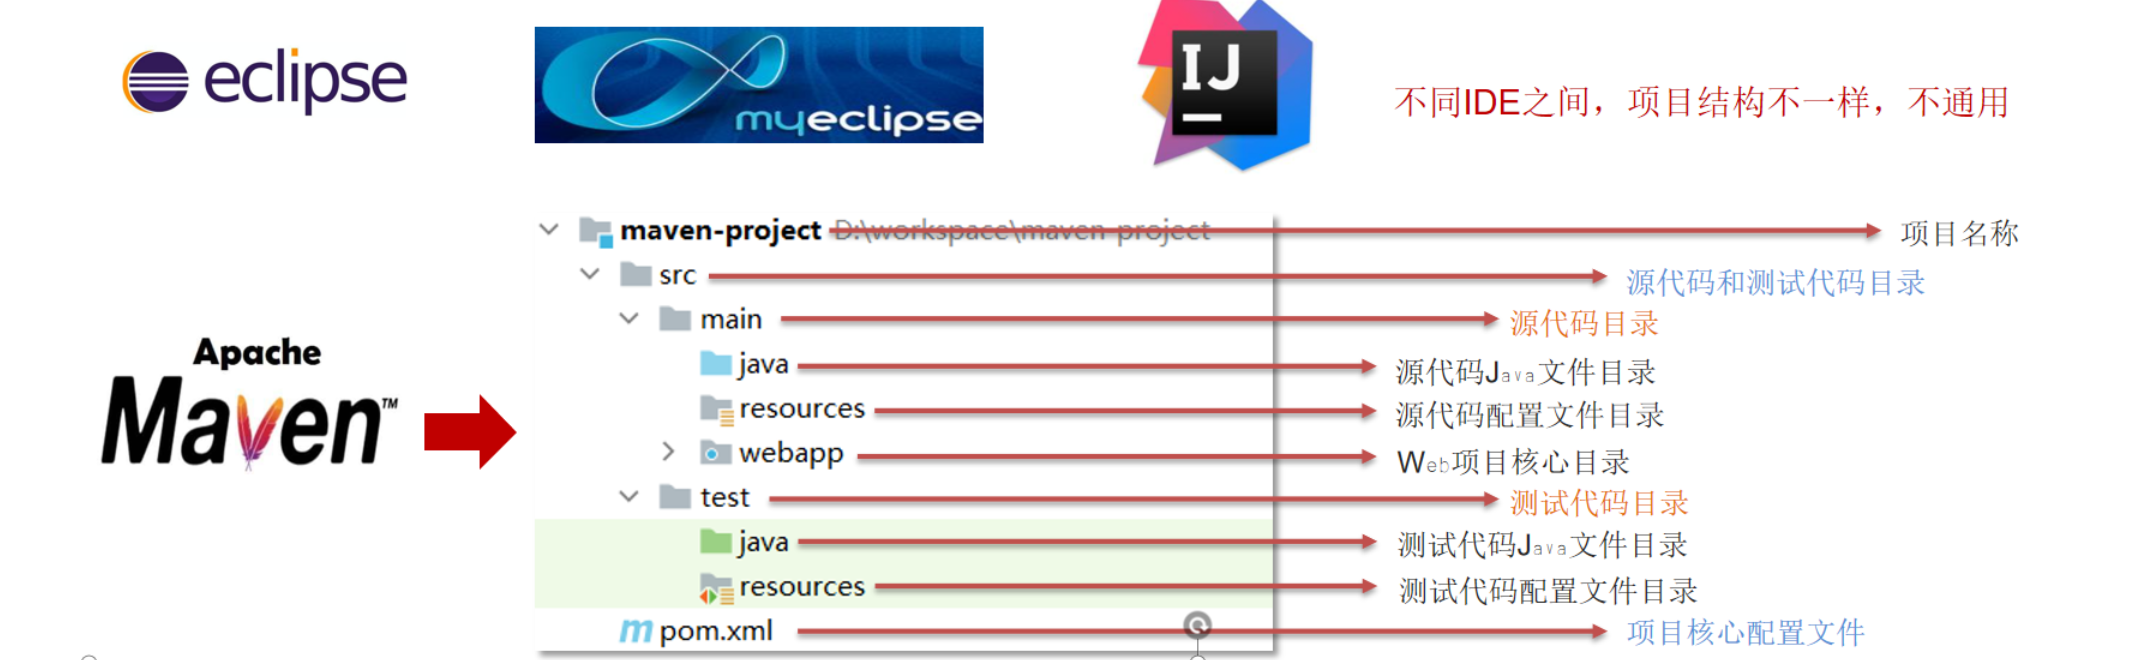 eclipse
myeclipse
IJ
不同IDE之间，项目结构不一样，不通用
maven-project D:\workspace\maven-project
项目名称
src
源代码和测试代码目录
main
源代码目录
java
源代码Java文件目录
resources
源代码配置文件目录
webapp
Web项目核心目录
test
测试代码目录
java
测试代码Java文件目录
resources
测试代码配置文件目录
m pom.xml
项目核心配置文件
Apache
Maven™